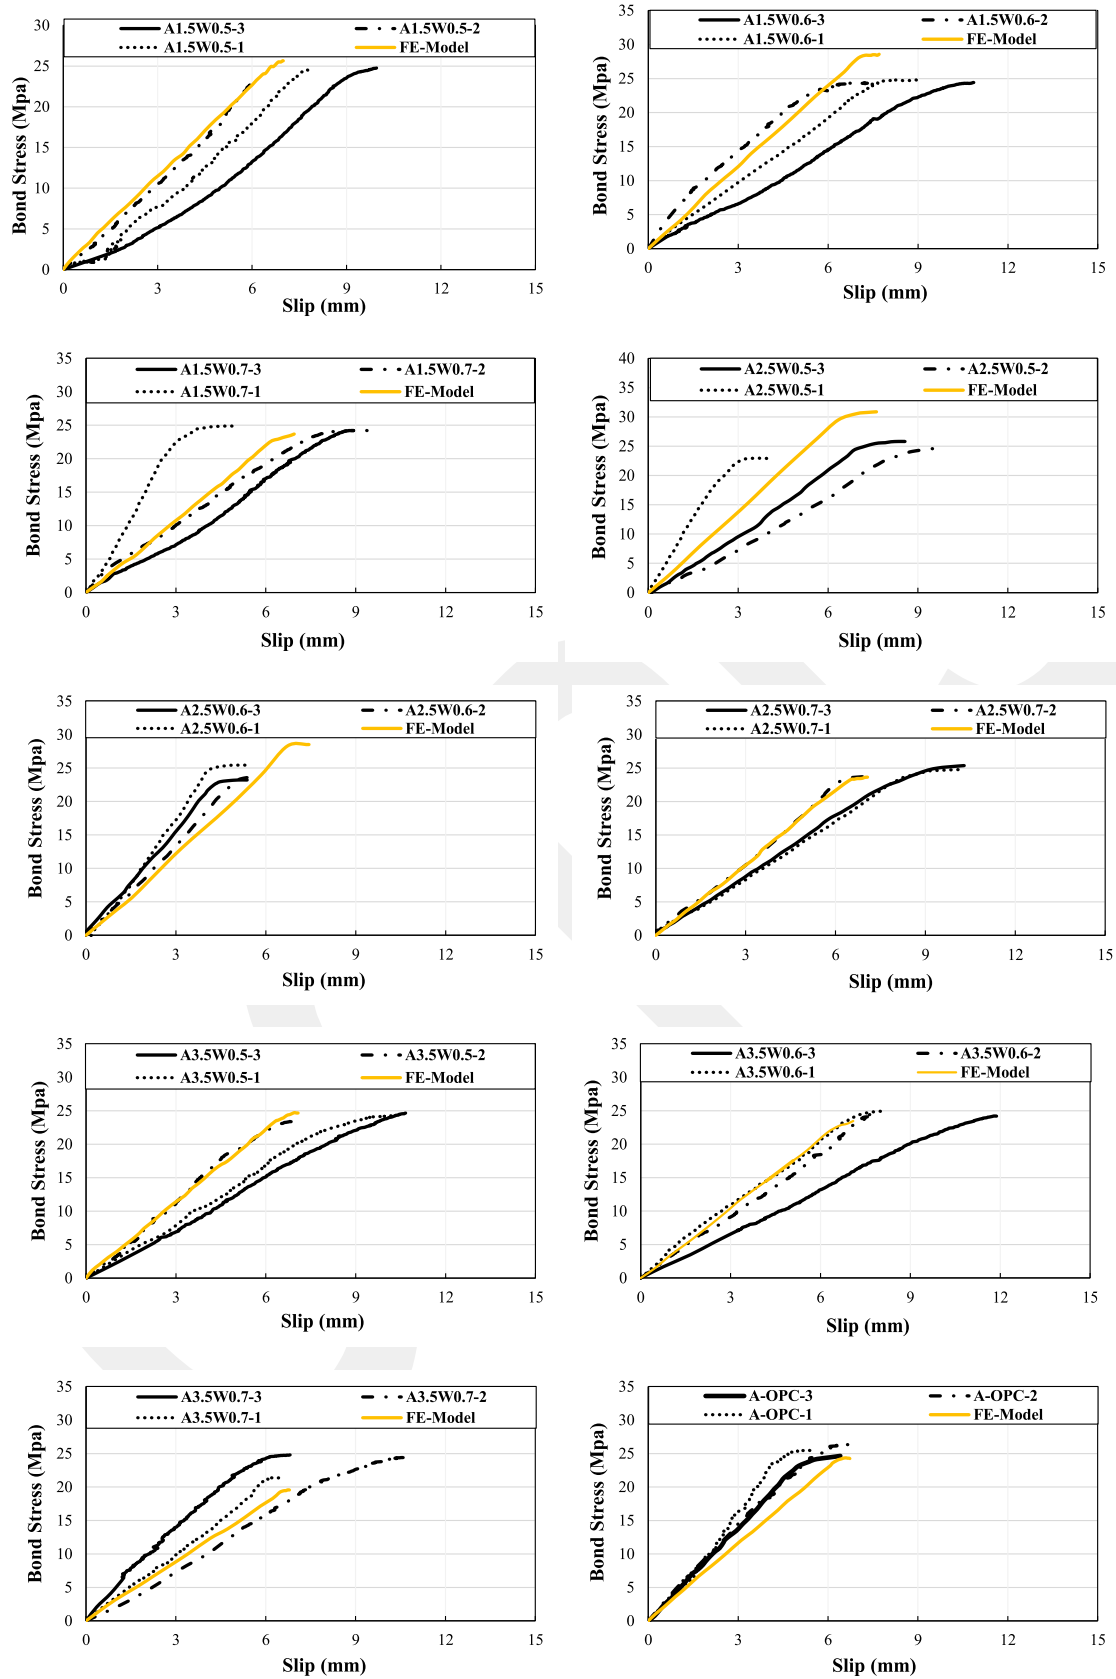 A1.5W0.5-3 A1.5W0.5-2
A1.5W0.5-1 FE-Model
30
25
20
15
10
5
0
0 3 6 9 12 15
Bond Stress (Mpa)
Slip (mm)
A1.5W0.6-3 A1.5W0.6-2
A1.5W0.6-1 FE-Model
35
30
25
20
15
10
5
0
0 3 6 9 12 15
Bond Stress (Mpa)
Slip (mm)
A1.5W0.7-3 A1.5W0.7-2
A1.5W0.7-1 FE-Model
35
30
25
20
15
10
5
0
0 3 6 9 12 15
Bond Stress (Mpa)
Slip (mm)
A2.5W0.5-3 A2.5W0.5-2
A2.5W0.5-1 FE-Model
40
35
30
25
20
15
10
5
0
0 3 6 9 12 15
Bond Stress (Mpa)
Slip (mm)
A2.5W0.6-3 A2.5W0.6-2
A2.5W0.6-1 FE-Model
35
30
25
20
15
10
5
0
0 3 6 9 12 15
Bond Stress (Mpa)
Slip (mm)
A2.5W0.7-3 A2.5W0.7-2
A2.5W0.7-1 FE-Model
35
30
25
20
15
10
5
0
0 3 6 9 12 15
Bond Stress (Mpa)
Slip (mm)
A3.5W0.5-3 A3.5W0.5-2
A3.5W0.5-1 FE-Model
35
30
25
20
15
10
5
0
0 3 6 9 12 15
Bond Stress (Mpa)
Slip (mm)
A3.5W0.6-3 A3.5W0.6-2
A3.5W0.6-1 FE-Model
35
30
25
20
15
10
5
0
0 3 6 9 12 15
Bond Stress (Mpa)
Slip (mm)
A3.5W0.7-3 A3.5W0.7-2
A3.5W0.7-1 FE-Model
35
30
25
20
15
10
5
0
0 3 6 9 12 15
Bond Stress (Mpa)
Slip (mm)
A-OPC-3 A-OPC-2
A-OPC-1 FE-Model
35
30
25
20
15
10
5
0
0 3 6 9 12 15
Bond Stress (Mpa)
Slip (mm)